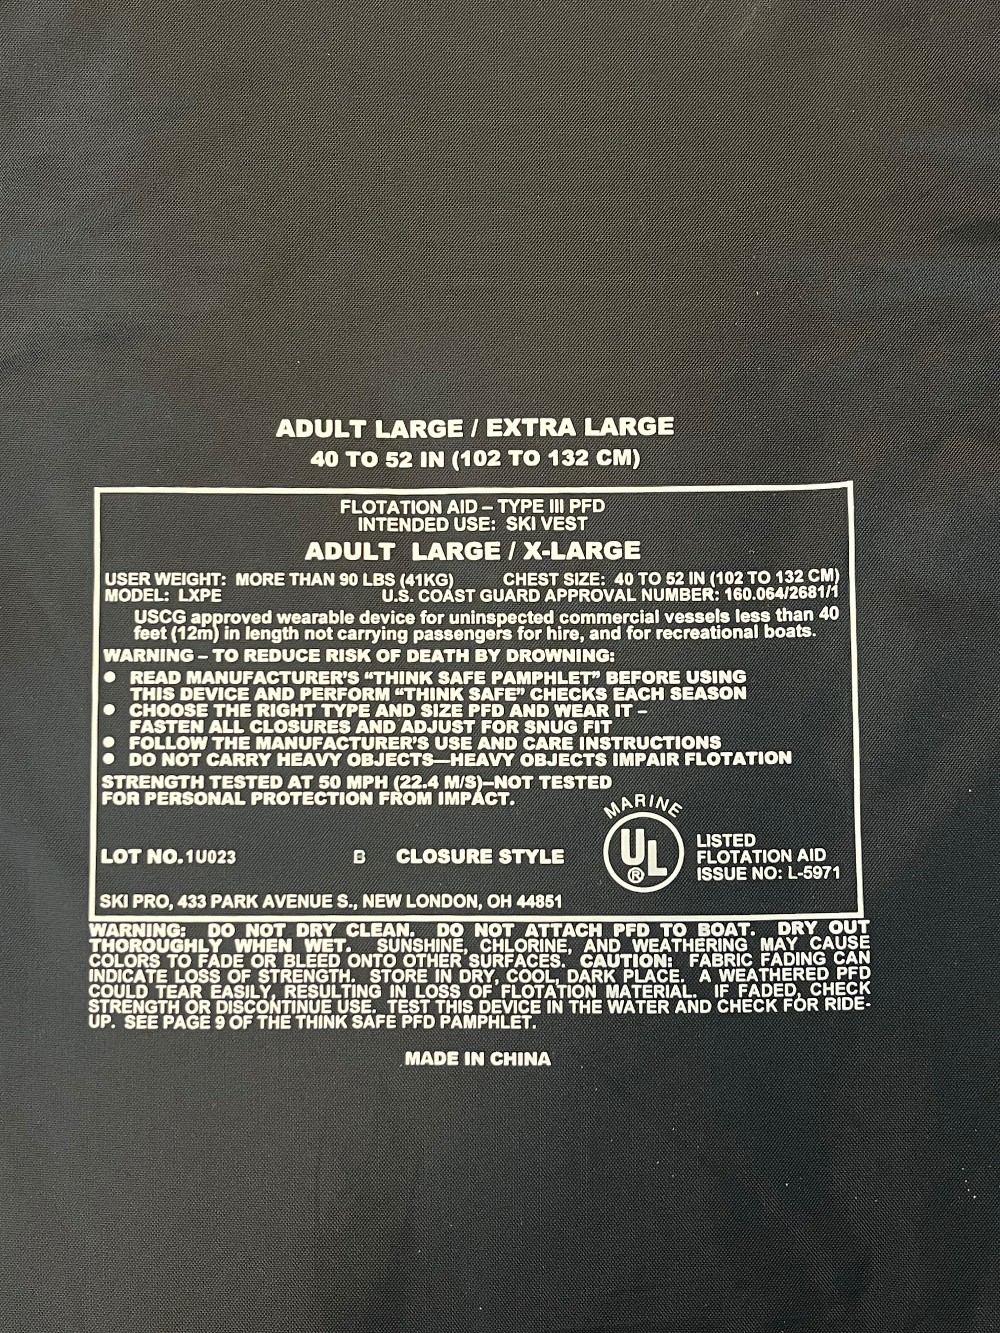 ADULT LARGE / EXTRA LARGE
40 TO 52 IN (102 TO 132 CM)
FLOTATION AID – TYPE III PFD
INTENDED USE: SKI VEST
ADULT LARGE / X-LARGE
USER WEIGHT: MORE THAN 90 LBS (41KG) CHEST SIZE: 40 TO 52 IN (102 TO 132 CM)
MODEL: LXPE U.S. COAST GUARD APPROVAL NUMBER: 160.064/2681/1
USCG approved wearable device for uninspected commercial vessels less than 40
feet (12m) in length not carrying passengers for hire, and for recreational boats.
WARNING – TO REDUCE RISK OF DEATH BY DROWNING:
● READ MANUFACTURER'S “THINK SAFE PAMPHLET” BEFORE USING
THIS DEVICE AND PERFORM “THINK SAFE” CHECKS EACH SEASON
● CHOOSE THE RIGHT TYPE AND SIZE PFD AND WEAR IT –
FASTEN ALL CLOSURES AND ADJUST FOR SNUG FIT
● FOLLOW THE MANUFACTURER'S USE AND CARE INSTRUCTIONS
● DO NOT CARRY HEAVY OBJECTS—HEAVY OBJECTS IMPAIR FLOTATION
STRENGTH TESTED AT 50 MPH (22.4 M/S)–NOT TESTED
FOR PERSONAL PROTECTION FROM IMPACT.
MARINE
UL
®
LISTED
FLOTATION AID
ISSUE NO: L-5971
LOT NO. 1U023 B CLOSURE STYLE
SKI PRO, 433 PARK AVENUE S., NEW LONDON, OH 44851
WARNING: DO NOT DRY CLEAN. DO NOT ATTACH PFD TO BOAT. DRY OUT
THOROUGHLY WHEN WET. SUNSHINE, CHLORINE, AND WEATHERING MAY CAUSE
COLORS TO FADE OR BLEED ONTO OTHER SURFACES. CAUTION: FABRIC FADING CAN
INDICATE LOSS OF STRENGTH. STORE IN DRY, COOL, DARK PLACE. A WEATHERED PFD
COULD TEAR EASILY, RESULTING IN LOSS OF FLOTATION MATERIAL. IF FADED, CHECK
STRENGTH OR DISCONTINUE USE. TEST THIS DEVICE IN THE WATER AND CHECK FOR RIDE-
UP. SEE PAGE 9 OF THE THINK SAFE PFD PAMPHLET.
MADE IN CHINA